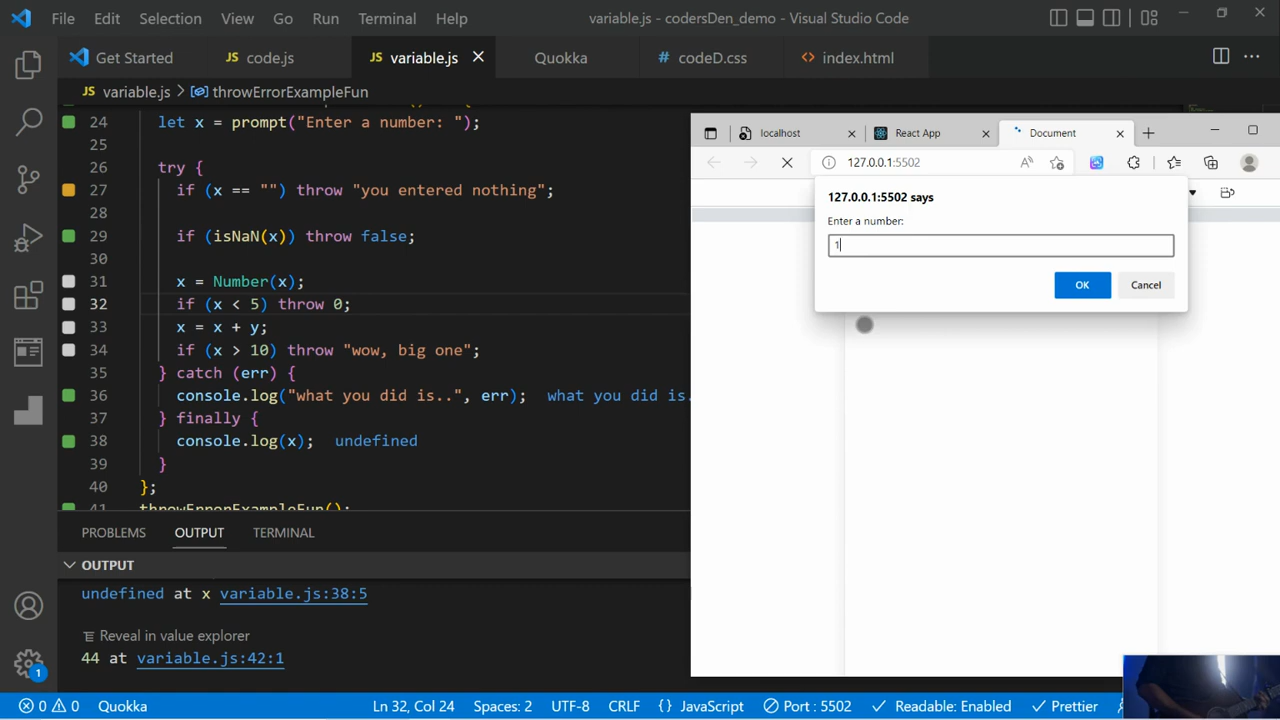 File Edit Selection View Go Run Terminal Help variable.js - codersDen_demo - Visual Studio Code
Get Started JS code.js JS variable.js Quokka # codeD.css <> index.html
JS variable.js > throwErrorExampleFun
24 let x = prompt("Enter a number: ");
25
26 try {
27 if (x == "") throw "you entered nothing";
28
29 if (isNaN(x)) throw false;
30
31 x = Number(x);
32 if (x < 5) throw 0;
33 x = x + y;
34 if (x > 10) throw "wow, big one";
35 } catch (err) {
36 console.log("what you did is..", err); what you did is.
37 } finally {
38 console.log(x); undefined
39 }
40 };
41 throwErrorExampleFun();
PROBLEMS OUTPUT TERMINAL
OUTPUT
undefined at x variable.js:38:5
Reveal in value explorer
44 at variable.js:42:1
localhost React App Document
127.0.0.1:5502
127.0.0.1:5502 says
Enter a number:
1
OK Cancel
1
0 0 Quokka Ln 32, Col 24 Spaces: 2 UTF-8 CRLF {} JavaScript Port : 5502 Readable: Enabled Prettier